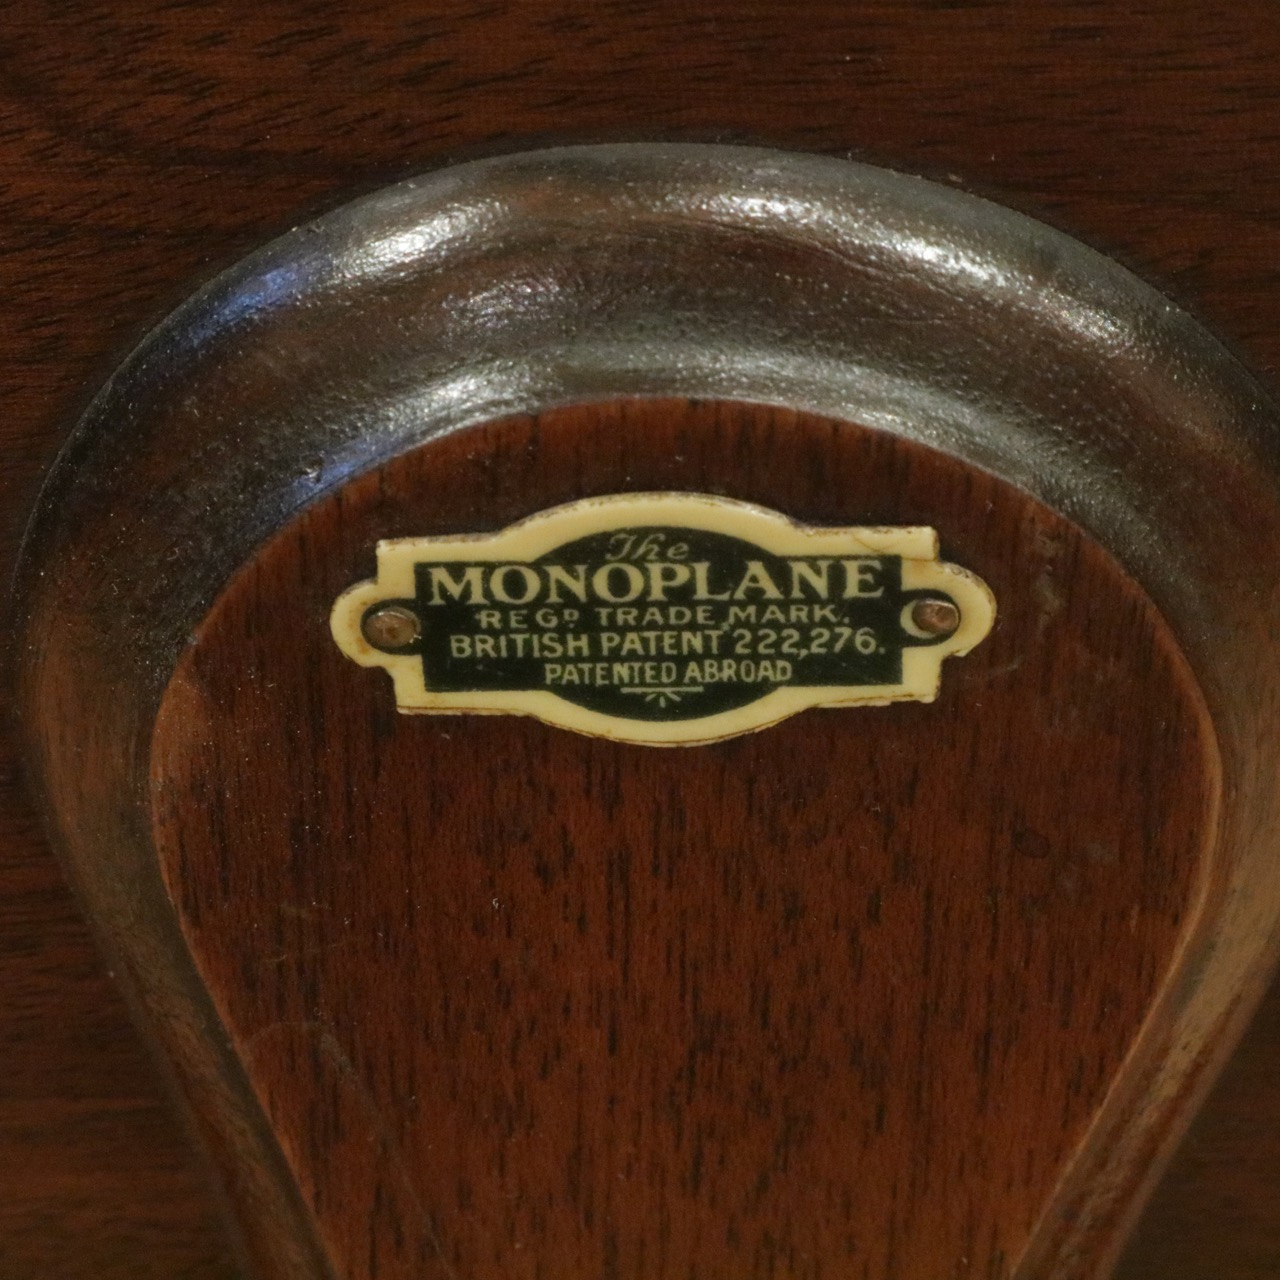 The
MONOPLANE
REGD TRADE MARK.
BRITISH PATENT 222,276.
PATENTED ABROAD